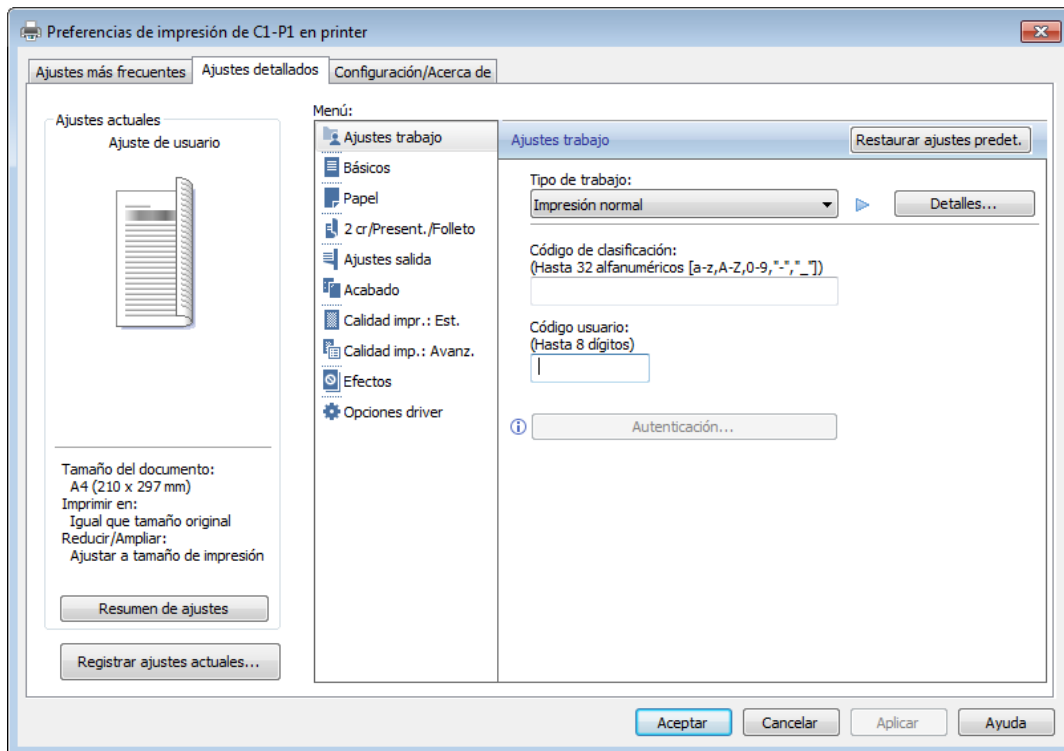 Preferencias de impresión de C1-P1 en printer
Ajustes más frecuentes
Ajustes detallados
Configuración/Acerca de
Ajustes actuales
Ajuste de usuario
Tamaño del documento:
A4 (210 x 297 mm)
Imprimir en:
Igual que tamaño original
Reducir/Ampliar:
Ajustar a tamaño de impresión
Resumen de ajustes
Registrar ajustes actuales...
Menú:
Ajustes trabajo
Básicos
Papel
2 cr/Present./Folleto
Ajustes salida
Acabado
Calidad impr.: Est.
Calidad imp.: Avanz.
Efectos
Opciones driver
Ajustes trabajo
Restaurar ajustes predet.
Tipo de trabajo:
Impresión normal
Detalles...
Código de clasificación:
(Hasta 32 alfanuméricos [a-z,A-Z,0-9,"-","_"])
Código usuario:
(Hasta 8 dígitos)
Autenticación...
Aceptar
Cancelar
Aplicar
Ayuda